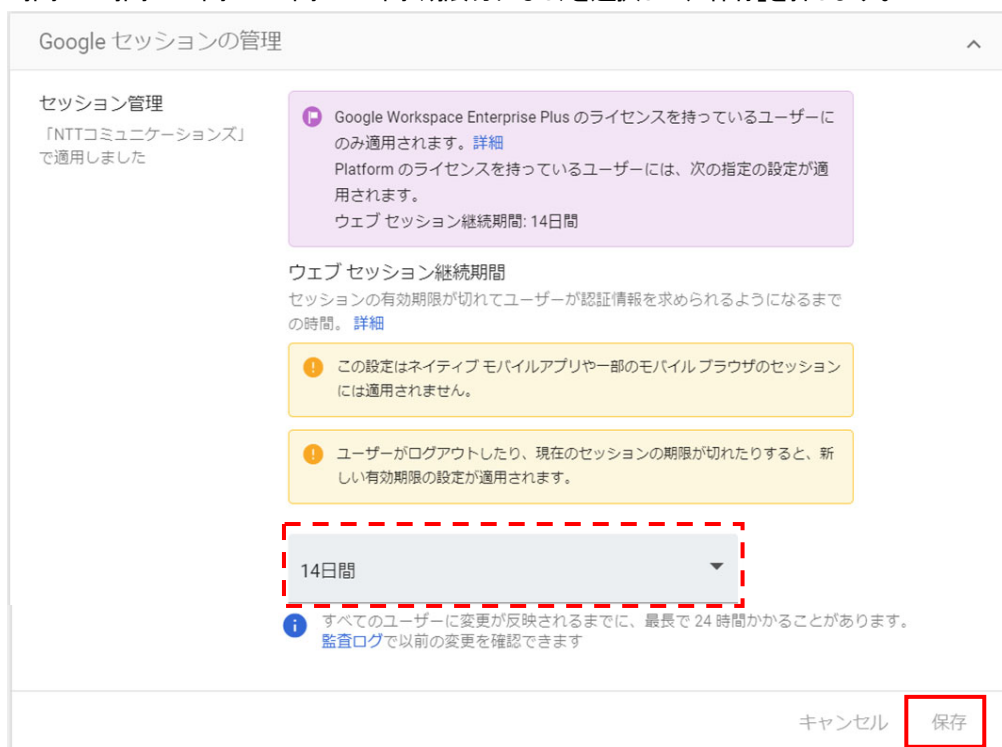 Google セッションの管理
セッション管理
「NTTコミュニケーションズ」
で適用しました
Google Workspace Enterprise Plus のライセンスを持っているユーザーに
のみ適用されます。詳細
Platform のライセンスを持っているユーザーには、次の指定の設定が適
用されます。
ウェブ セッション継続期間: 14日間
ウェブ セッション継続期間
セッションの有効期限が切れてユーザーが認証情報を求められるようになるまで
の時間。 詳細
この設定はネイティブ モバイルアプリや一部のモバイル ブラウザのセッション
には適用されません。
ユーザーがログアウトしたり、現在のセッションの期限が切れたりすると、新
しい有効期限の設定が適用されます。
14日間
すべてのユーザーに変更が反映されるまでに、最長で 24 時間かかることがあります。
監査ログで以前の変更を確認できます
キャンセル
保存